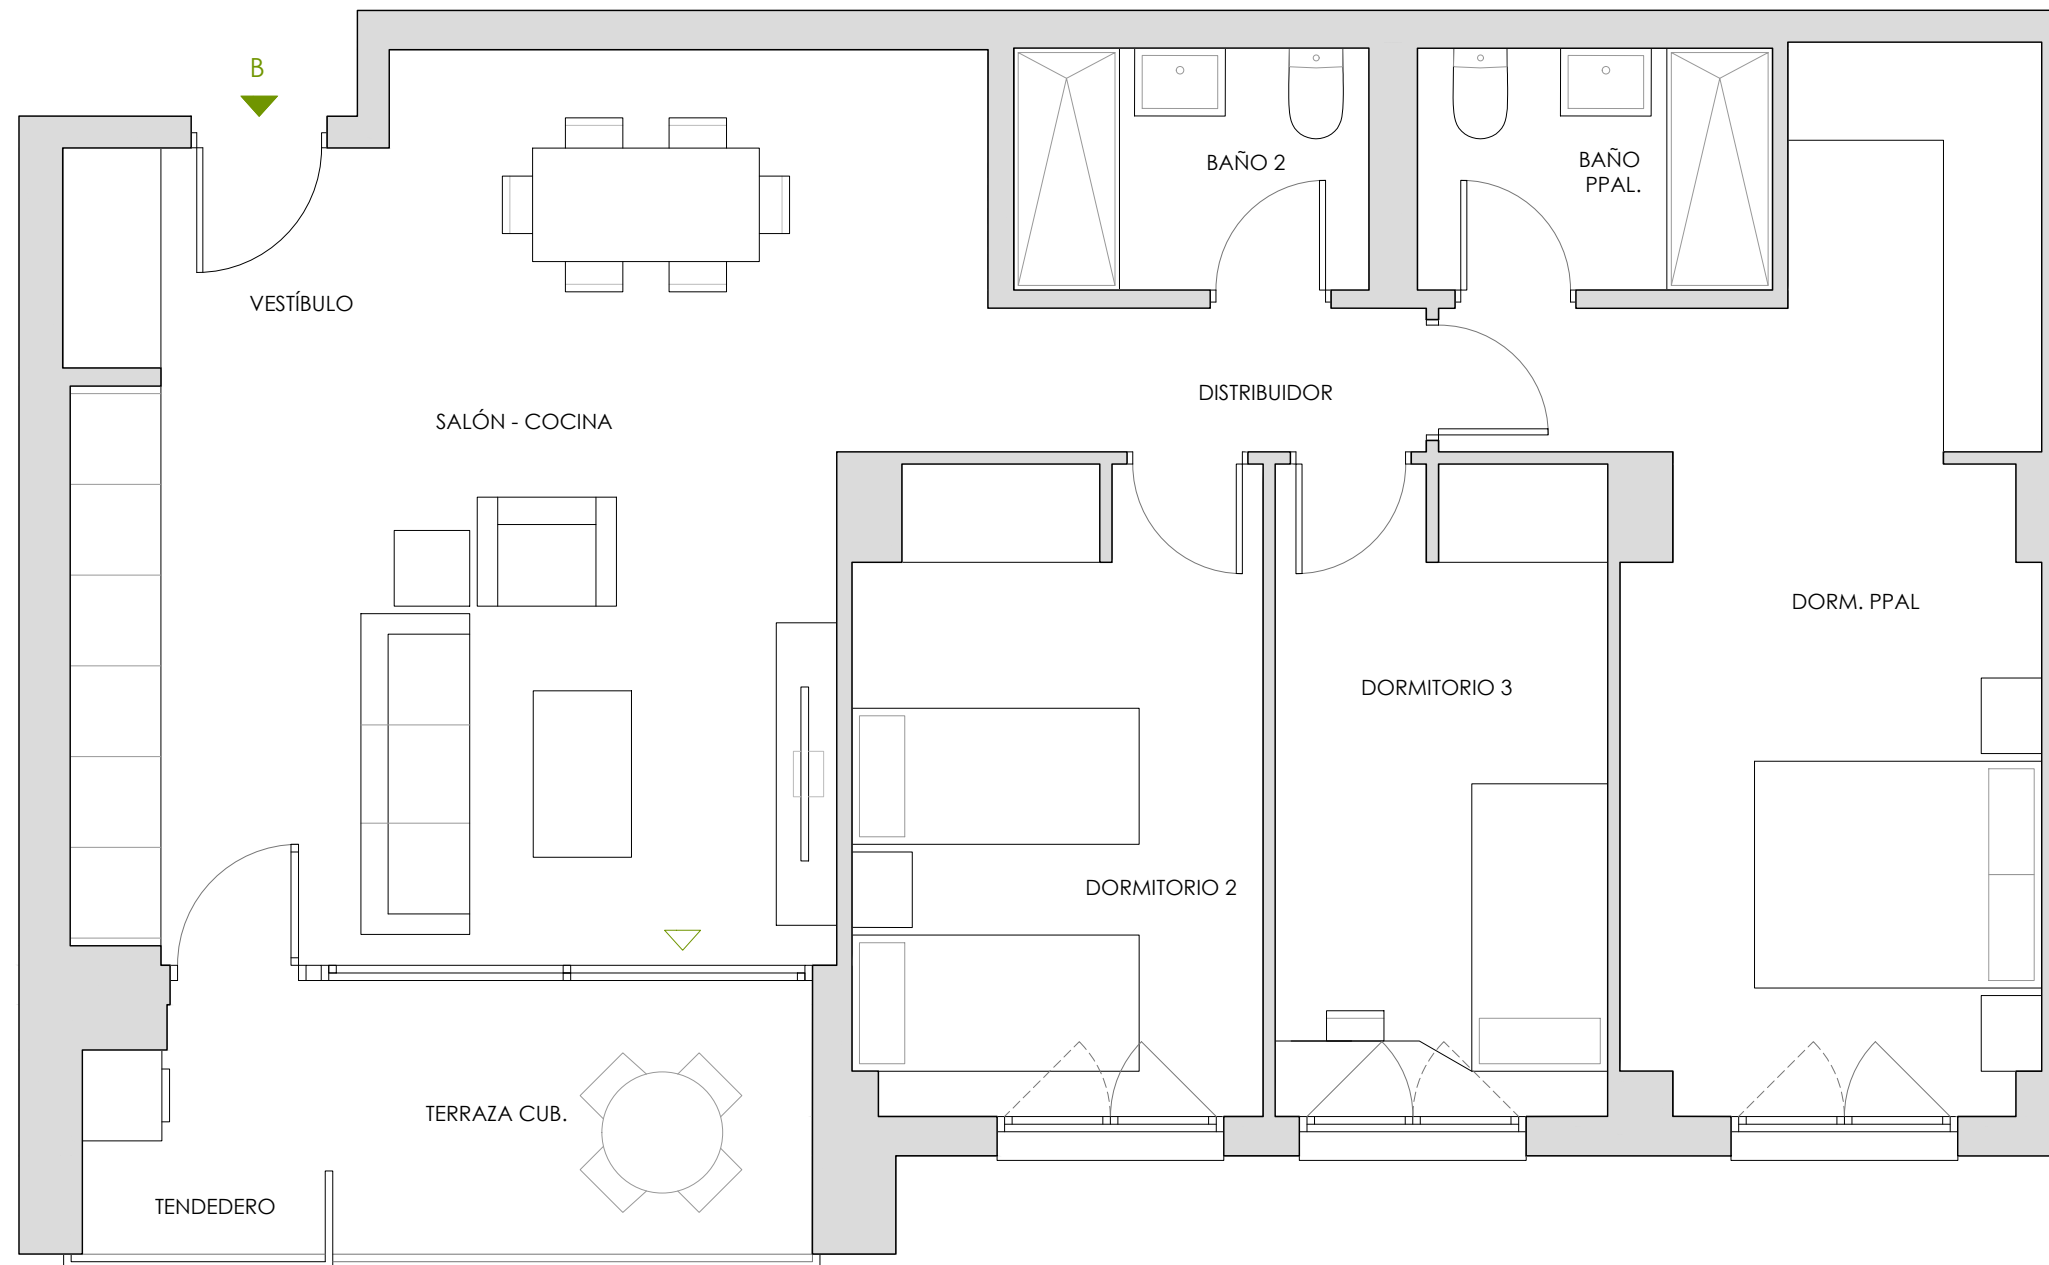 B
BAÑO 2
BAÑO
PPAL.
VESTÍBULO
DISTRIBUIDOR
SALÓN - COCINA
DORM. PPAL
DORMITORIO 3
DORMITORIO 2
TERRAZA CUB.
TENDEDERO